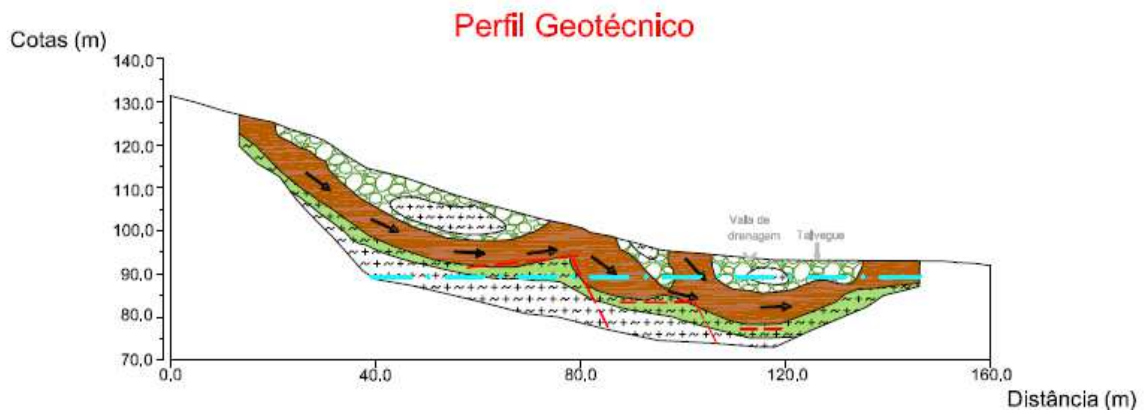 Perfil Geotécnico
Cotas (m)
140,0
130,0
120,0
110,0
100,0
90,0
80,0
70,0
Valla de
drenagem
Talvegue
0,0
40,0
80,0
120,0
160,0
Distância (m)